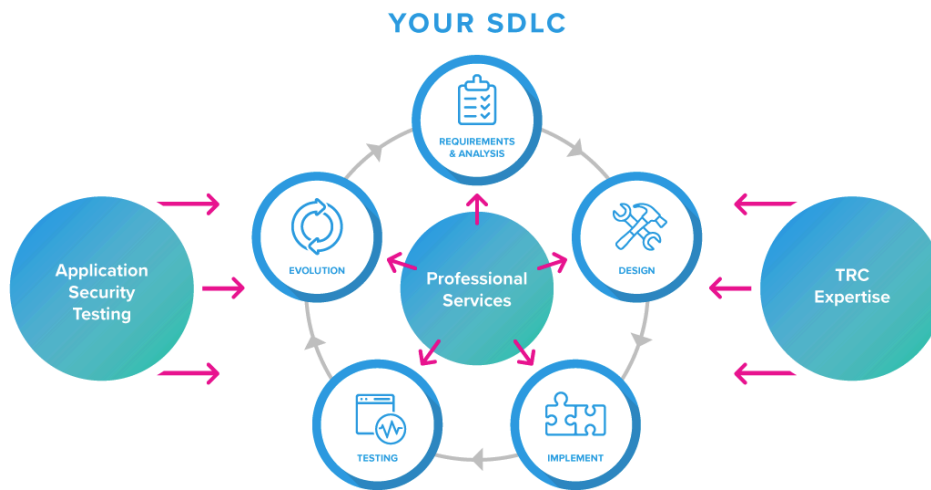 YOUR SDLC
REQUIREMENTS
& ANALYSIS
EVOLUTION
DESIGN
Application
Security
Testing
Professional
Services
TRC
Expertise
TESTING
IMPLEMENT